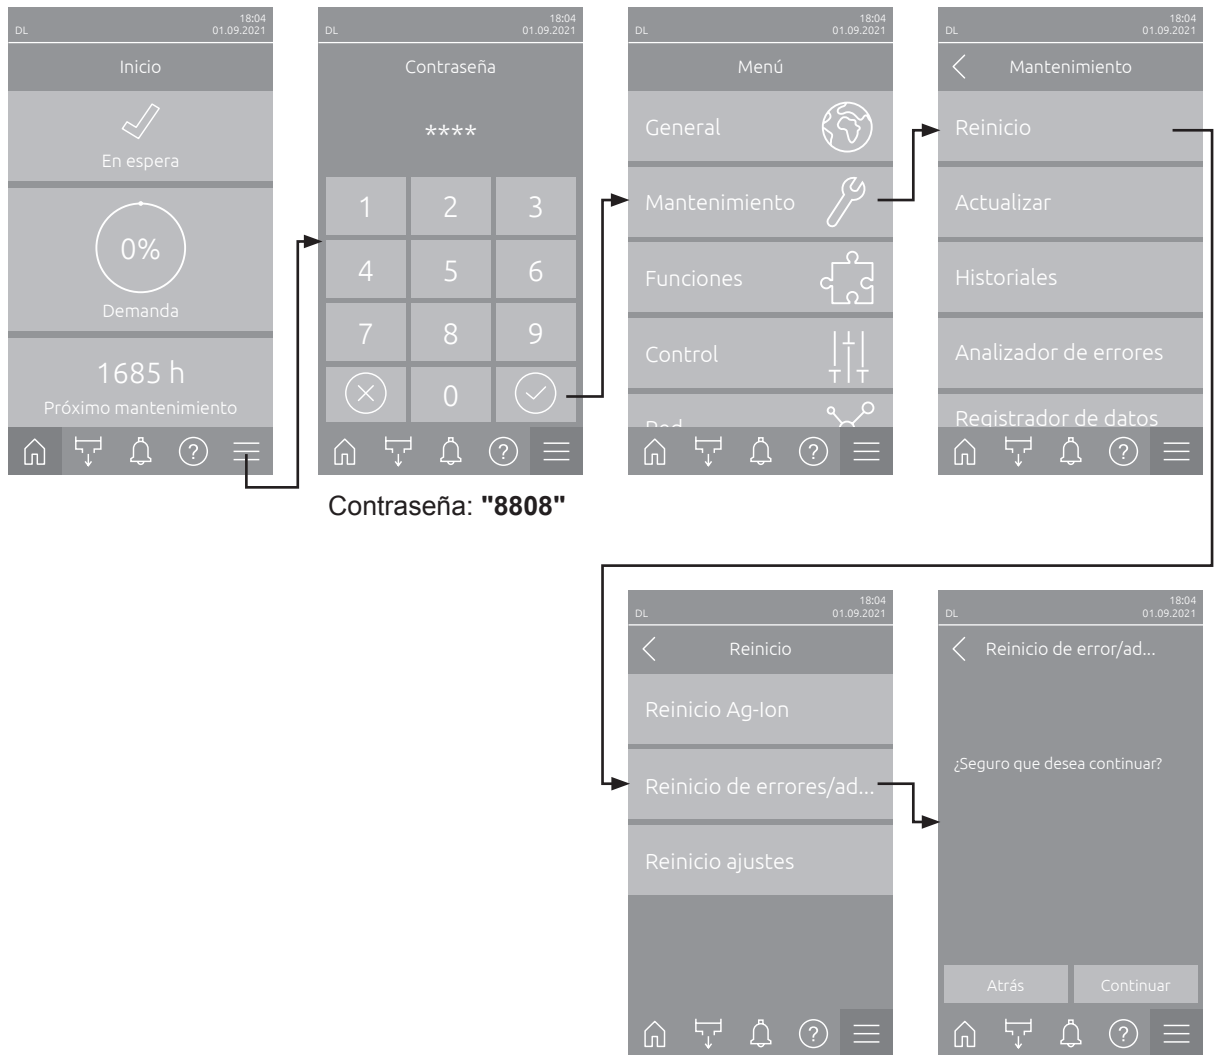 18:04
DL 01.09.2021
Inicio
En espera
0%
Demanda
1685 h
Próximo mantenimiento
?
18:04
DL 01.09.2021
Contraseña
****
1 2 3
4 5 6
7 8 9
0
?
Contraseña: "8808"
18:04
DL 01.09.2021
Menú
General
Mantenimiento
Funciones
Control
Red
?
18:04
DL 01.09.2021
Mantenimiento
Reinicio
Actualizar
Historiales
Analizador de errores
Registrador de datos
?
18:04
DL 01.09.2021
Reinicio
Reinicio Ag-Ion
Reinicio de errores/ad...
Reinicio ajustes
?
18:04
DL 01.09.2021
Reinicio de error/ad...
¿Seguro que desea continuar?
Atrás Continuar
?